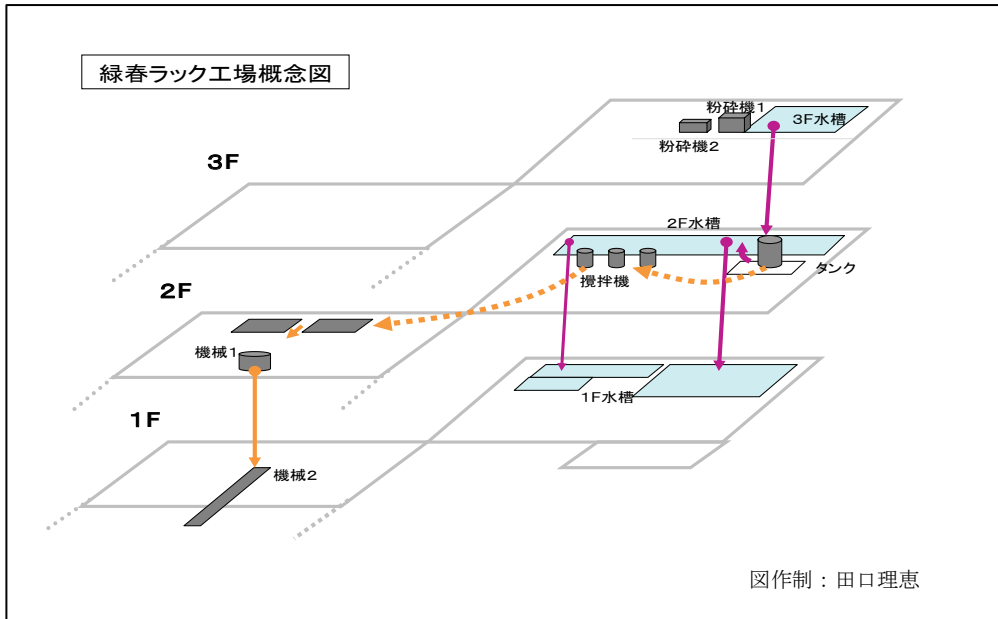 緑春ラック工場概念図
粉砕機1
3F水槽
粉砕機2
3F
2F水槽
タンク
攪拌機
2F
機械1
1F水槽
1F
機械2
図作制：田口理恵